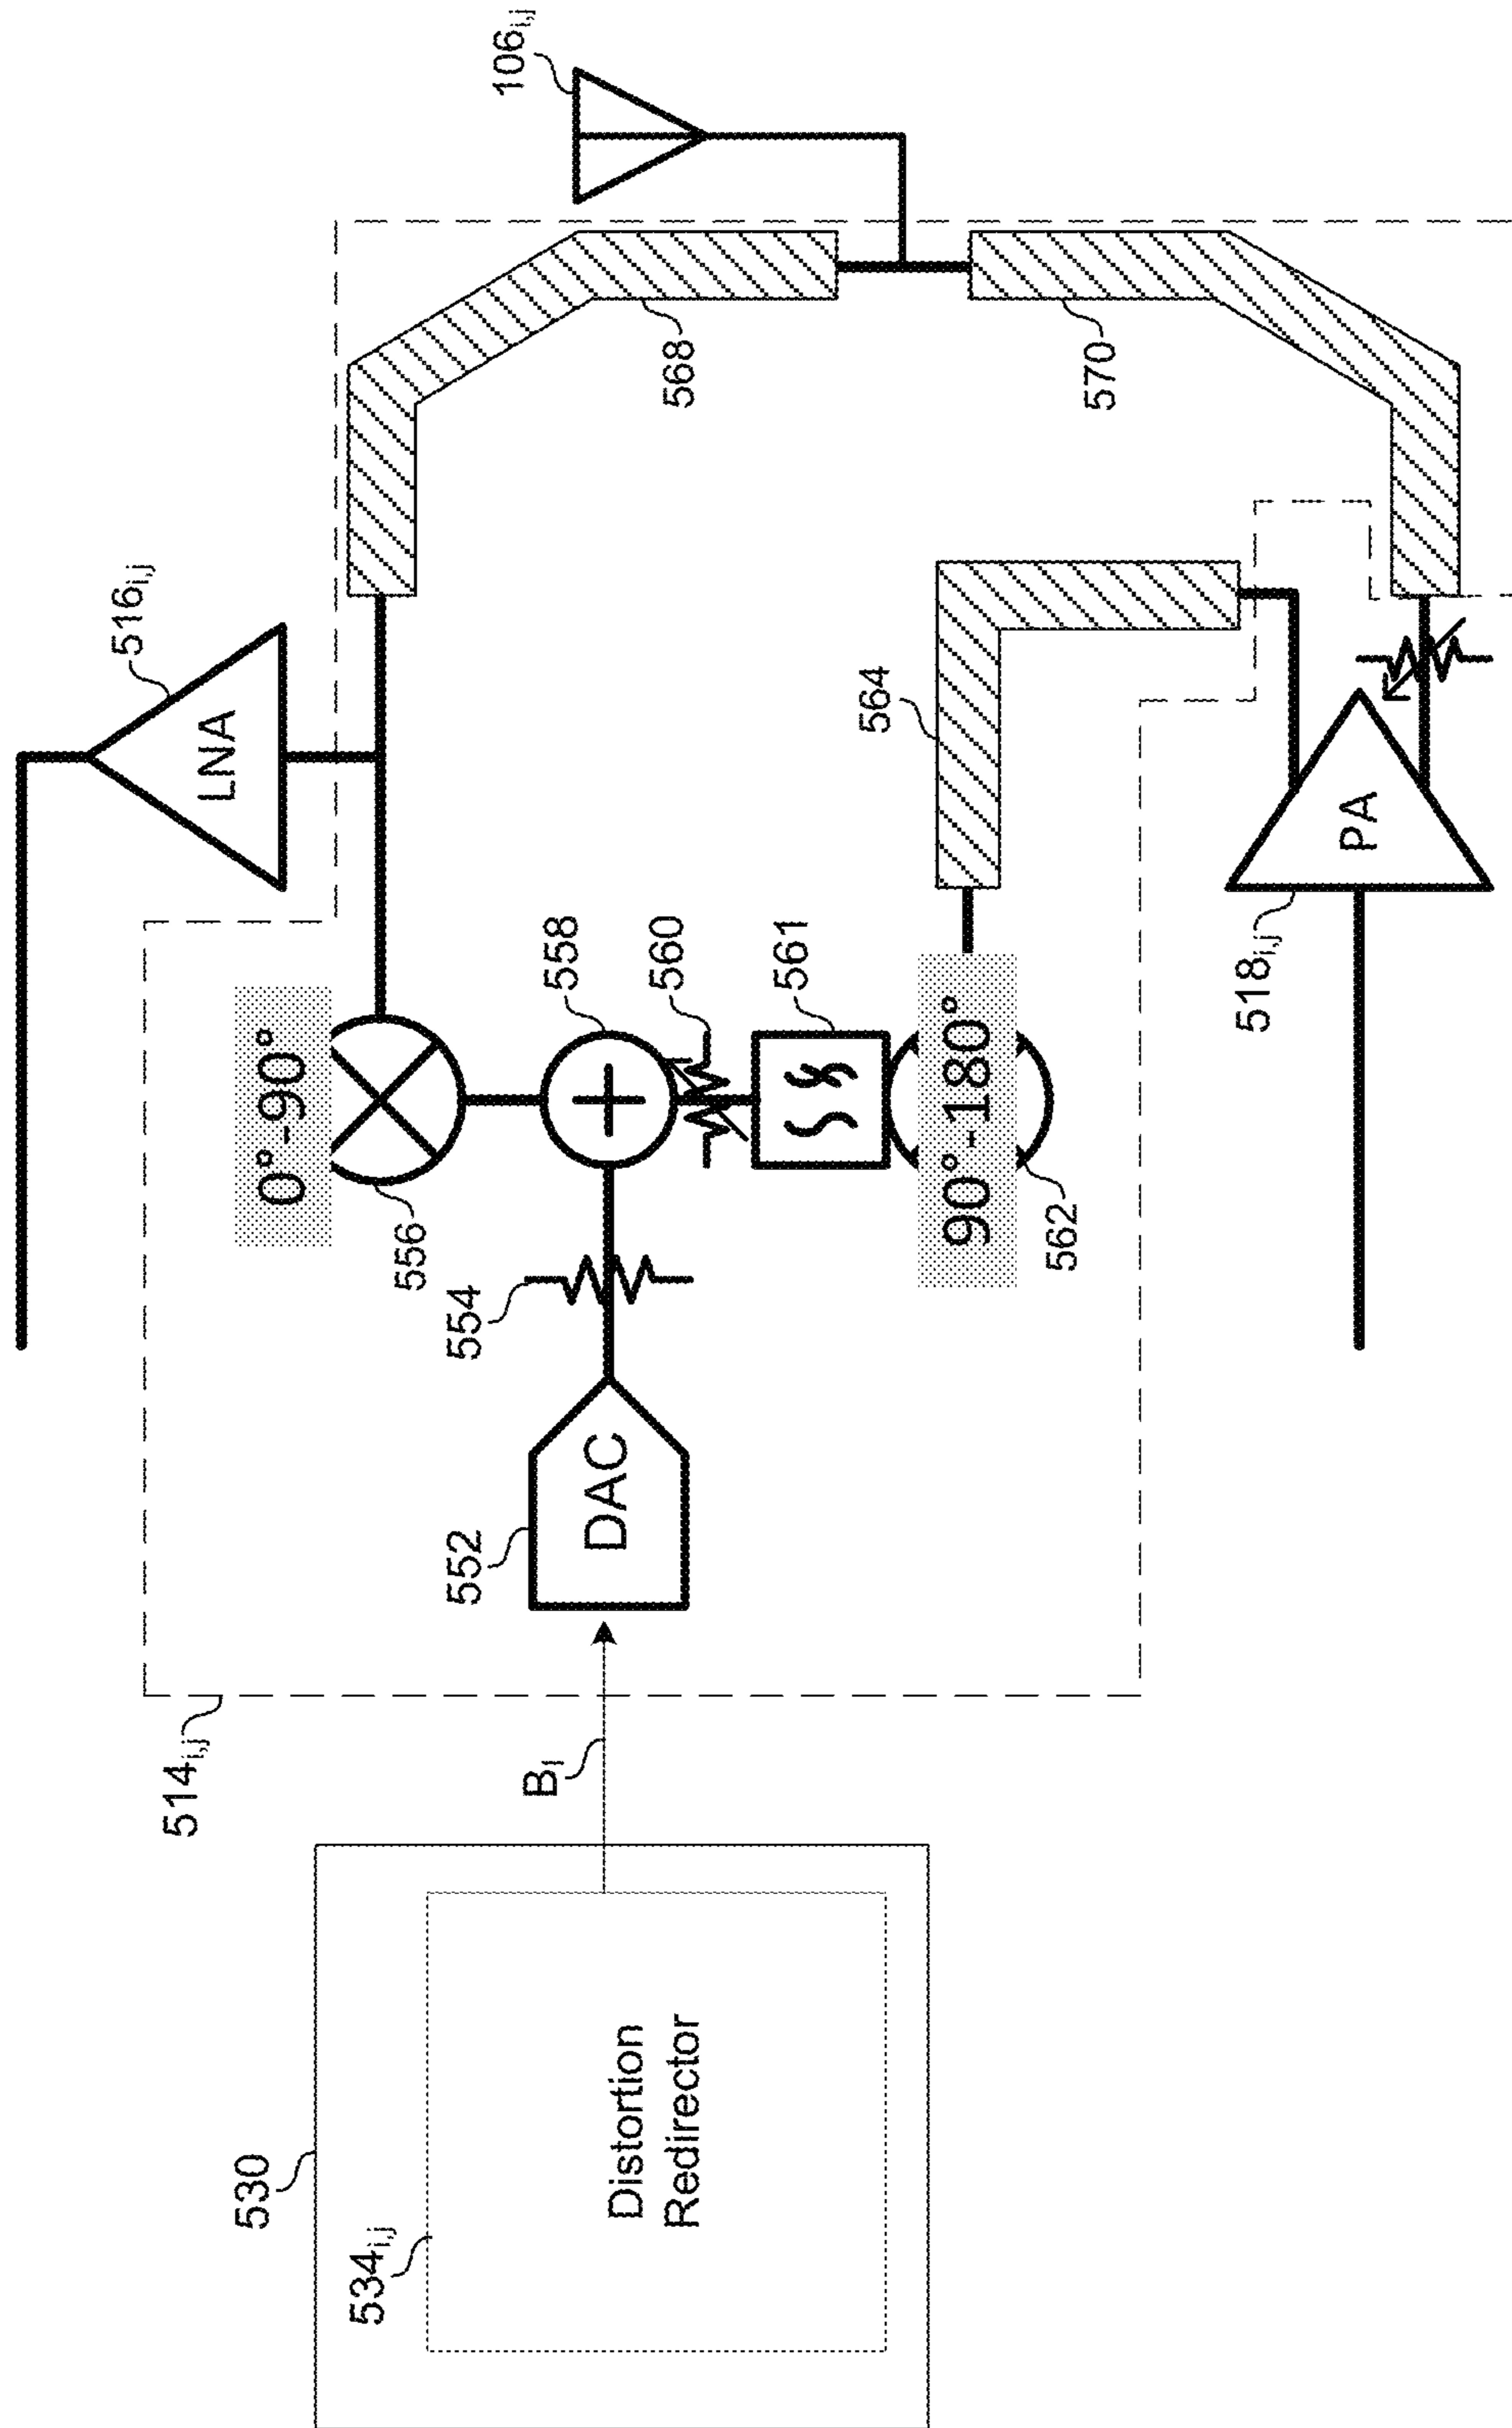 530
534i,j
Distortion
Redirector
514i,j
Bi
552
DAC
554
556
0°-90°
558
560
561
90°-180°
562
564
LNA
516i,j
518i,j
PA
568
570
106i,j